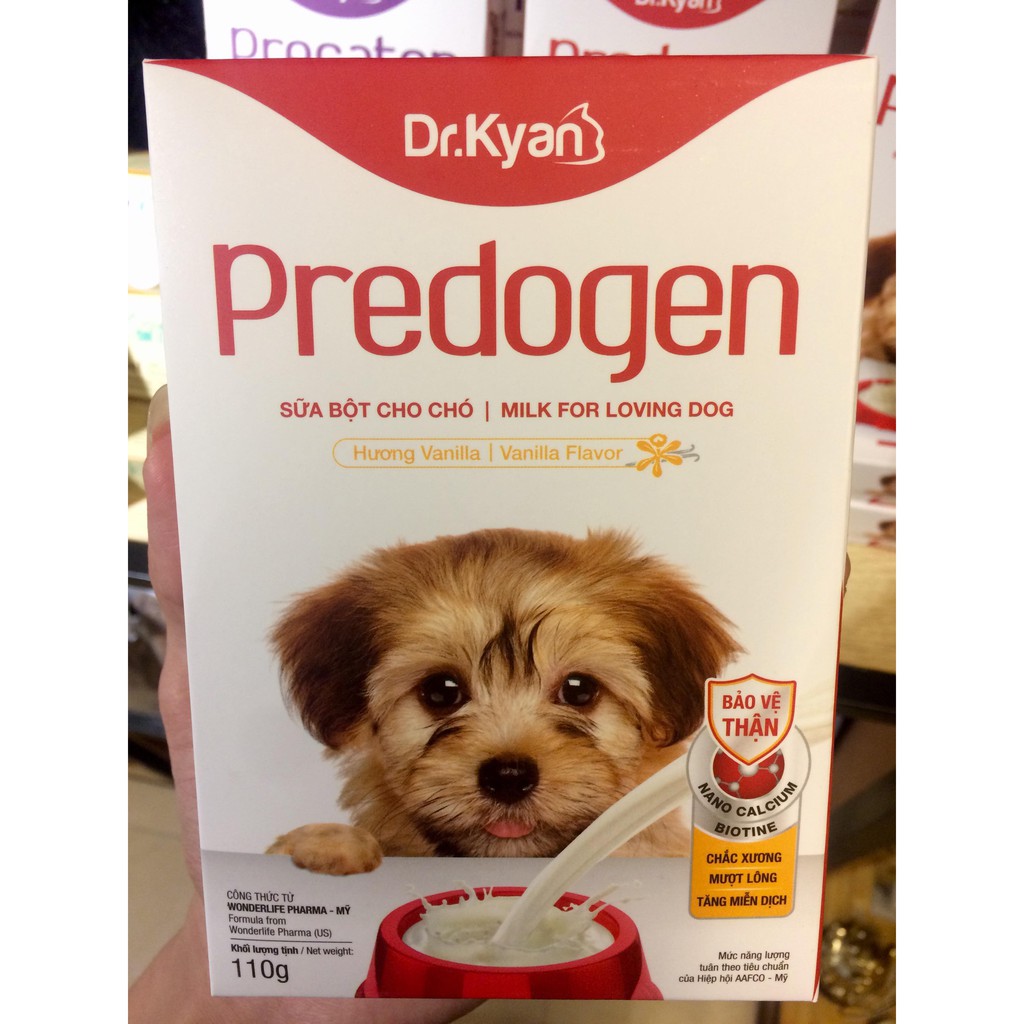 Dr.Kyan
Dr.Kyan
Predogen
SỮA BỘT CHO CHÓ | MILK FOR LOVING DOG
Hương Vanilla | Vanilla Flavor
BẢO VỆ
THẬN
NANO CALCIUM
BIOTINE
CHẮC XƯƠNG
MƯỢT LÔNG
TĂNG MIỄN DỊCH
CÔNG THỨC TỪ
WONDERLIFE PHARMA - MỸ
Formula from
Wonderlife Pharma (US)
Khối lượng tịnh / Net weight:
110g
Mức năng lượng
tuân theo tiêu chuẩn
của Hiệp hội AAFCO - Mỹ